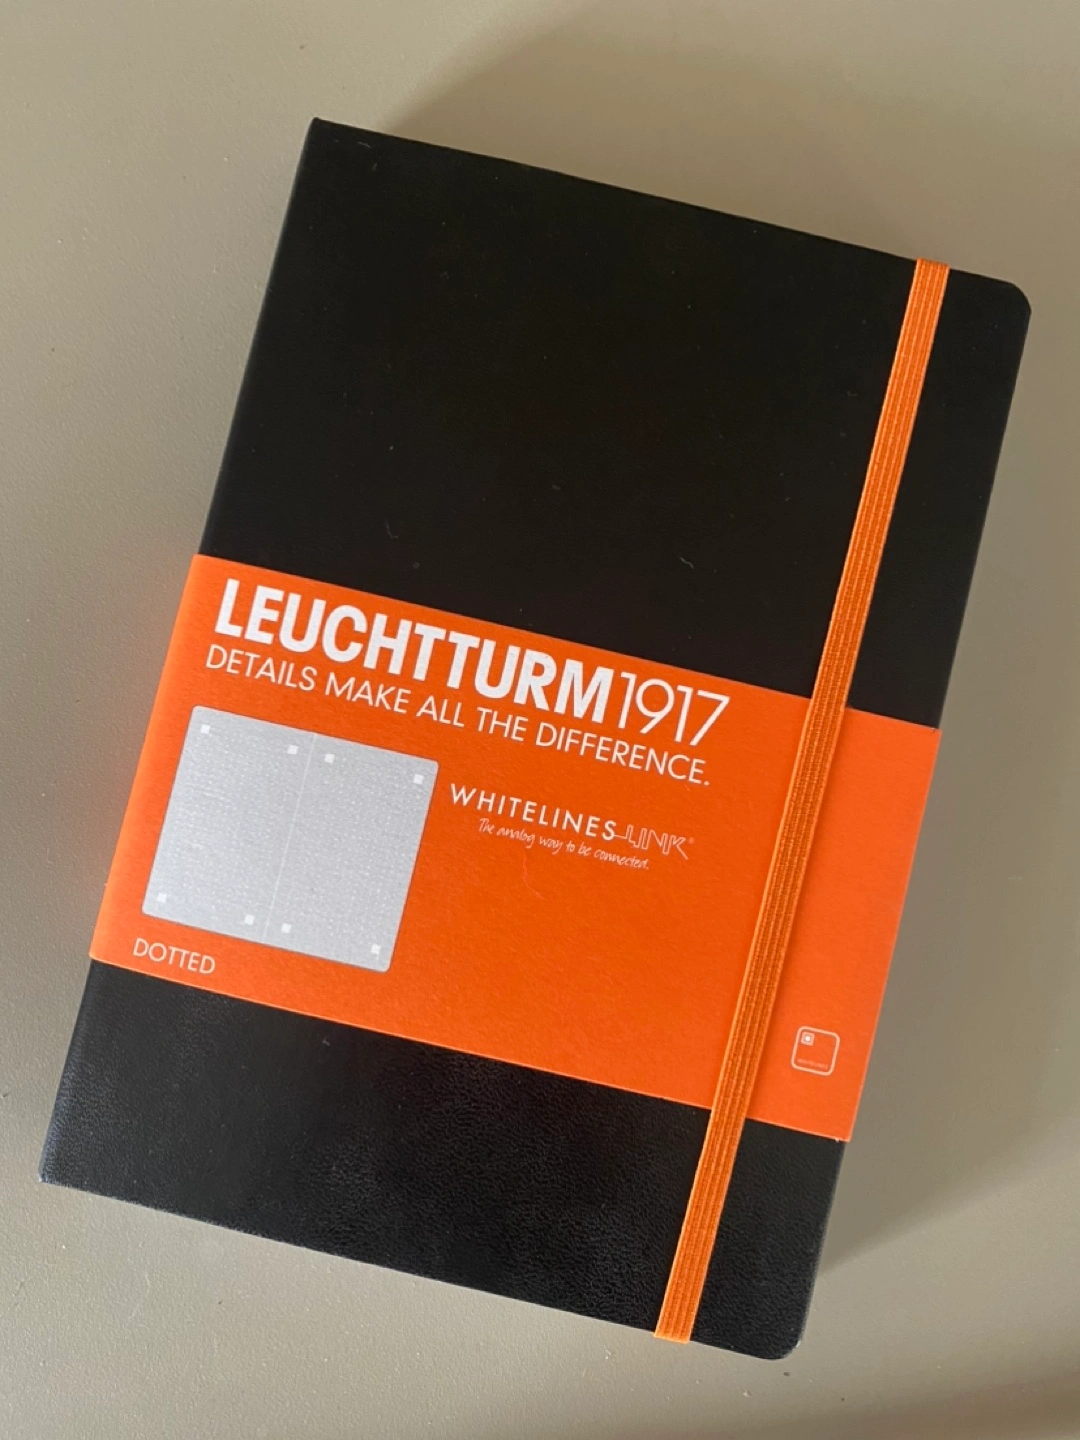 LEUCHTTURM1917
DETAILS MAKE ALL THE DIFFERENCE.
WHITELINES LINK®
The analog way to be connected.
DOTTED